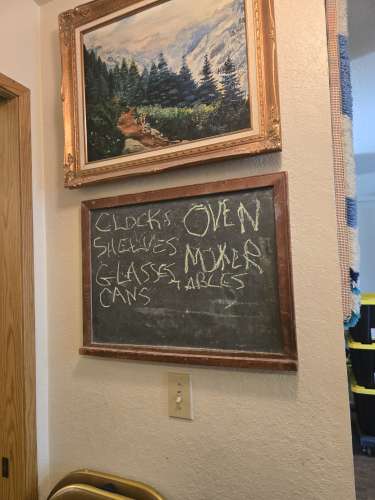 CLOCKS OVEN
SHELVES MIXER
GLASSES TABLES
CANS